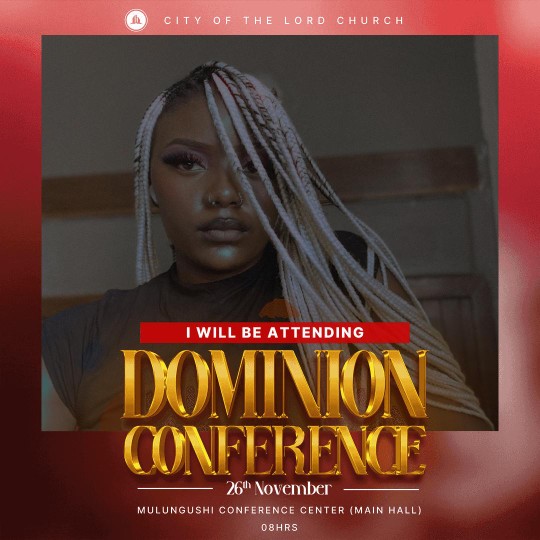 CITY OF THE LORD CHURCH
I WILL BE ATTENDING
DOMINION
CONFERENCE
26th November
MULUNGUSHI CONFERENCE CENTER (MAIN HALL)
08HRS